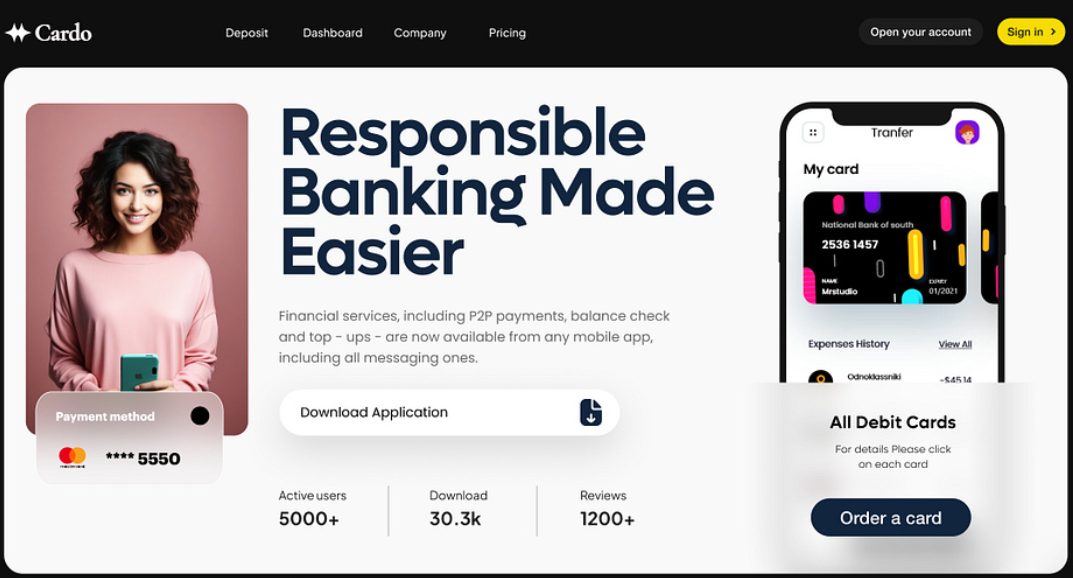 Cardo
Deposit
Dashboard
Company
Pricing
Open your account
Sign in
Responsible
Banking Made
Easier
Financial services, including P2P payments, balance check
and top - ups - are now available from any mobile app,
including all messaging ones.
Download Application
Active users
5000+
Download
30.3k
Reviews
1200+
Payment method
mastercard
**** 5550
Tranfer
My card
National Bank of south
2536 1457
NAME
Mrstudio
EXPIRY
01/2021
Expenses History
View All
Odnoklassniki
-$45.14
All Debit Cards
For details Please click
on each card
Order a card